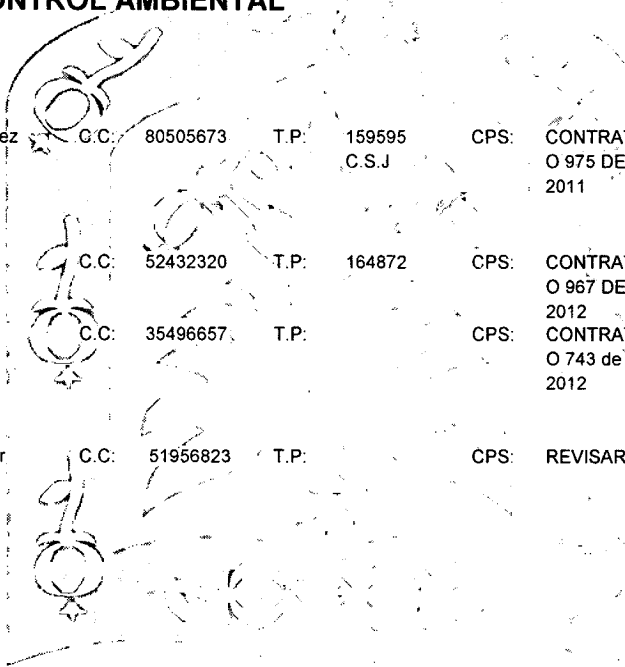 ONTROL AMBIENTAL
ez C.C: 80505673 T.P: 159595 CPS: CONTRAT
C.S.J O 975 DE
2011
C.C: 52432320 T.P: 164872 CPS: CONTRAT
O 967 DE
2012
C.C: 35496657 T.P: CPS: CONTRAT
O 743 de
2012
r C.C: 51956823 T.P: CPS: REVISAR